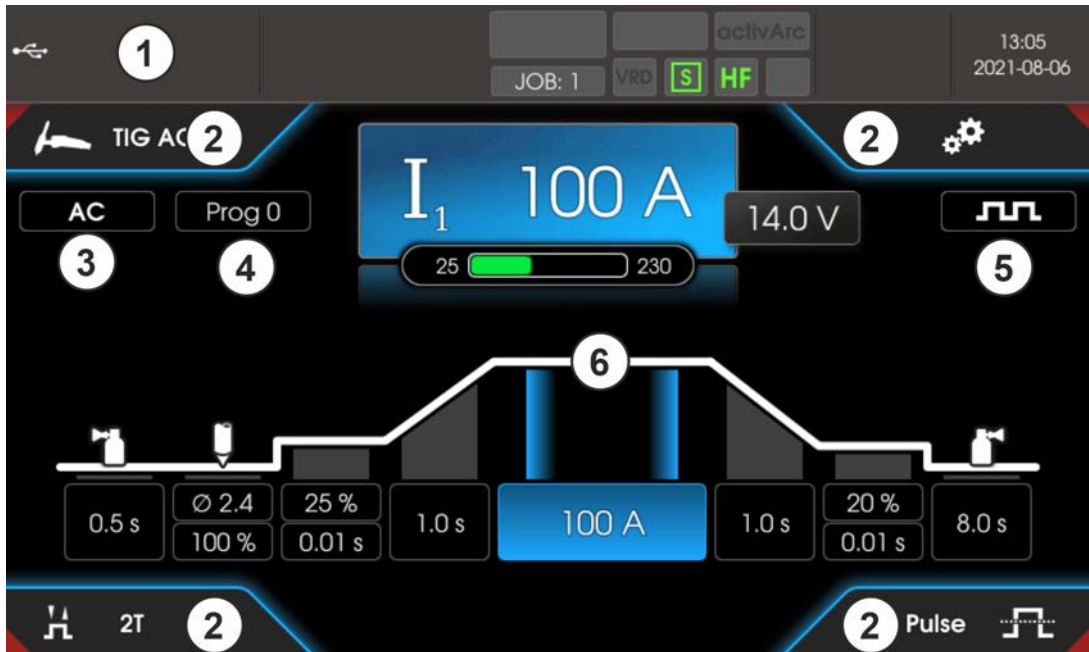 1
activArc
13:05
JOB: 1
VRD
S
HF
2021-08-06
TIG AC
2
2
AC
Prog 0
I1
100 A
14.0 V
3
4
25
230
5
6
0.5 s
Ø 2.4
100 %
25 %
0.01 s
1.0 s
100 A
1.0 s
20 %
0.01 s
8.0 s
2T
2
2
Pulse